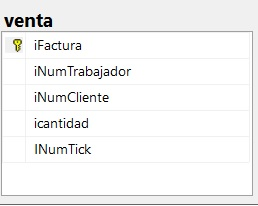 venta
iFactura
iNumTrabajador
iNumCliente
icantidad
INumTick